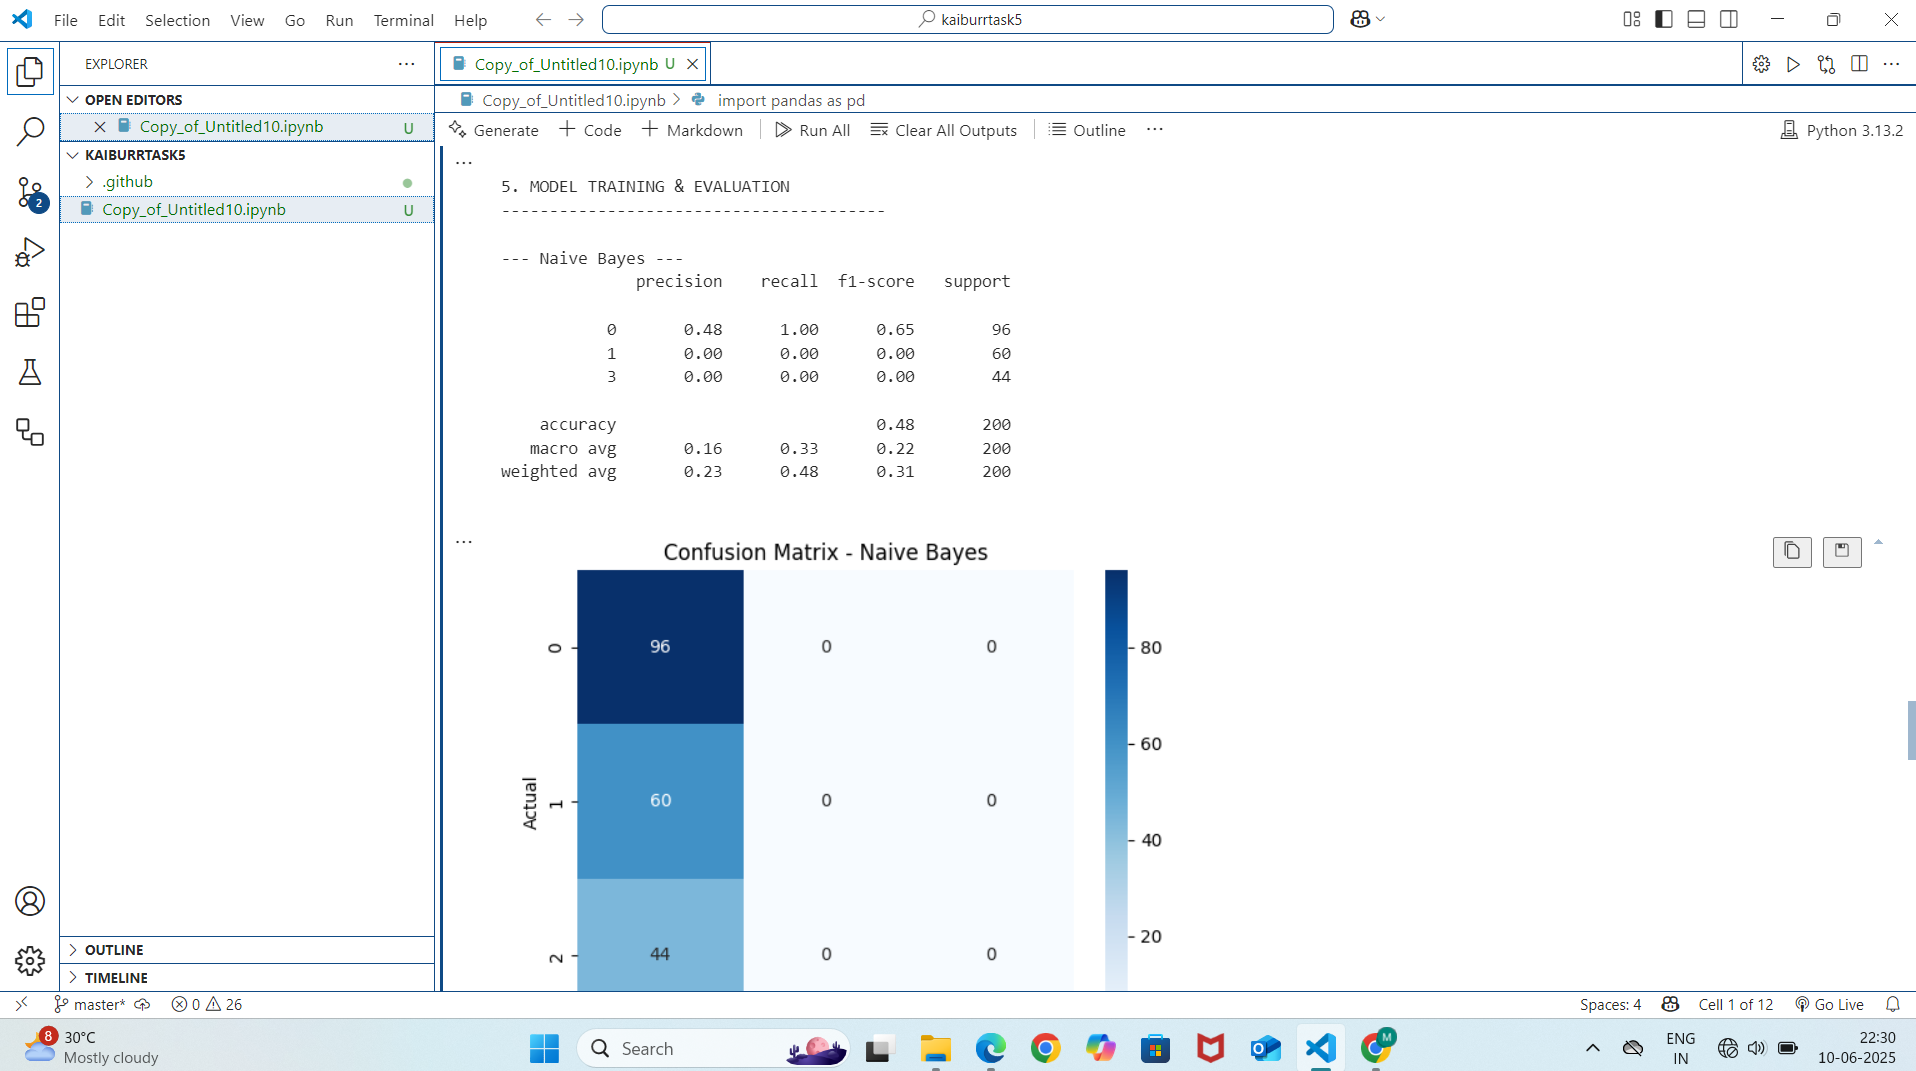 File Edit Selection View Go Run Terminal Help
kaiburrtask5
EXPLORER
OPEN EDITORS
Copy_of_Untitled10.ipynb U
KAIBURRTASK5
.github
Copy_of_Untitled10.ipynb U
OUTLINE
TIMELINE
2
Copy_of_Untitled10.ipynb U
Copy_of_Untitled10.ipynb > import pandas as pd
Generate + Code + Markdown Run All Clear All Outputs Outline ...
Python 3.13.2
5. MODEL TRAINING & EVALUATION
----------------------------------------
--- Naive Bayes ---
precision recall f1-score support
0 0.48 1.00 0.65 96
1 0.00 0.00 0.00 60
3 0.00 0.00 0.00 44
accuracy 0.48 200
macro avg 0.16 0.33 0.22 200
weighted avg 0.23 0.48 0.31 200
Confusion Matrix - Naive Bayes
0 96 0 0
1 60 0 0
2 44 0 0
Actual
80
60
40
20
master* 0 26
Spaces: 4 Cell 1 of 12 Go Live
8
30°C
Mostly cloudy
Search
M
ENG
IN
22:30
10-06-2025